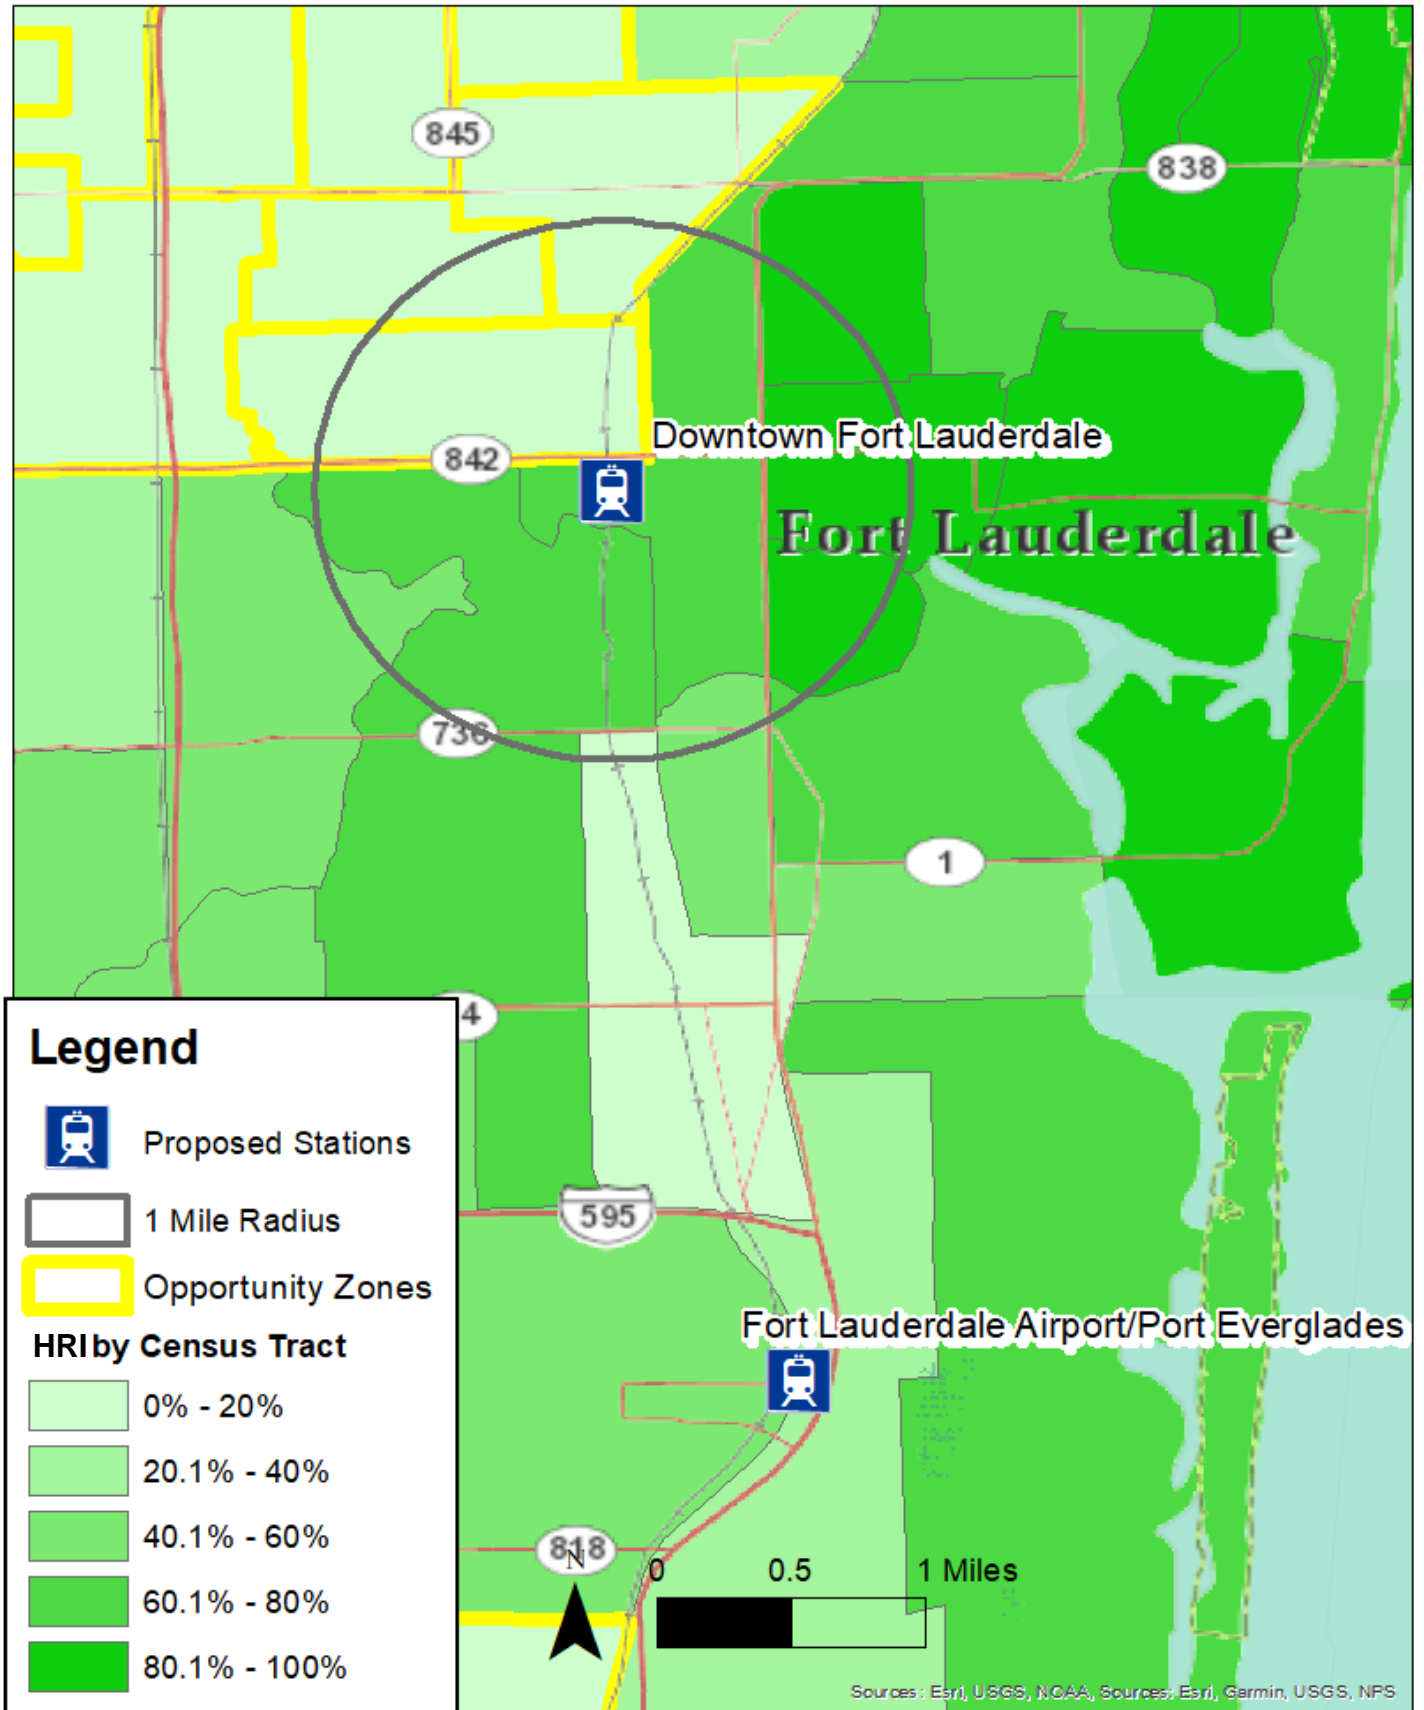 845
838
Downtown Fort Lauderdale
842
Fort Lauderdale
736
1
4
Legend
Proposed Stations
1 Mile Radius
595
Opportunity Zones
Fort Lauderdale Airport/Port Everglades
HRI by Census Tract
0% - 20%
20.1% - 40%
40.1% - 60%
818
N
0 0.5 1 Miles
60.1% - 80%
80.1% - 100%
Sources: Esri, USGS, NOAA, Sources: Esri, Garmin, USGS, NPS